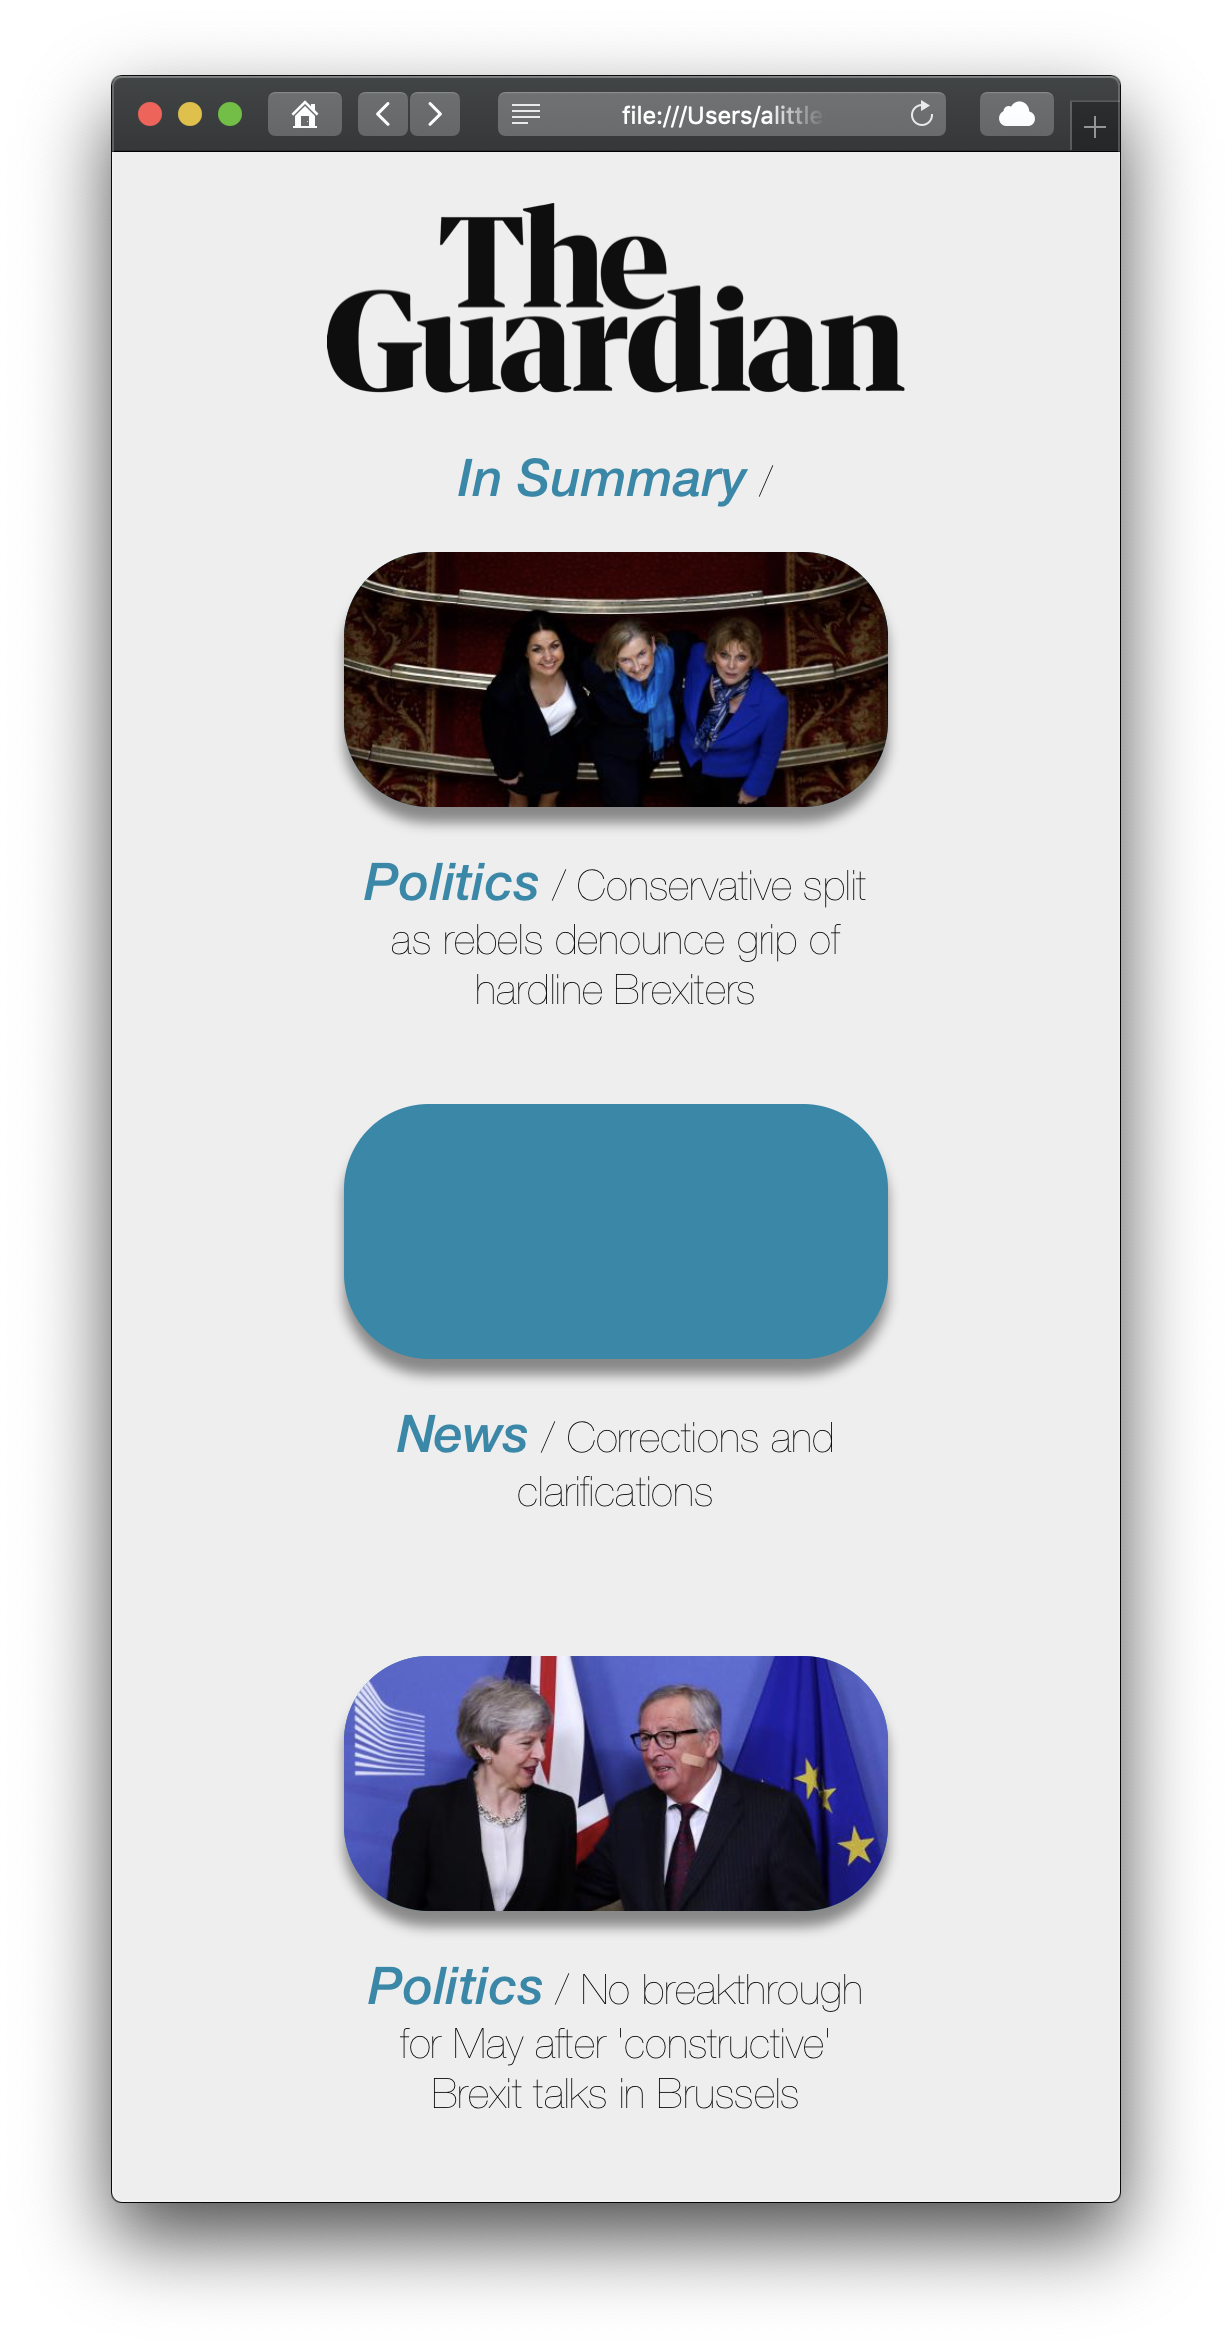 file:///Users/alittle
The
Guardian
In Summary /
Politics / Conservative split
as rebels denounce grip of
hardline Brexiters
News / Corrections and
clarifications
Politics / No breakthrough
for May after 'constructive'
Brexit talks in Brussels